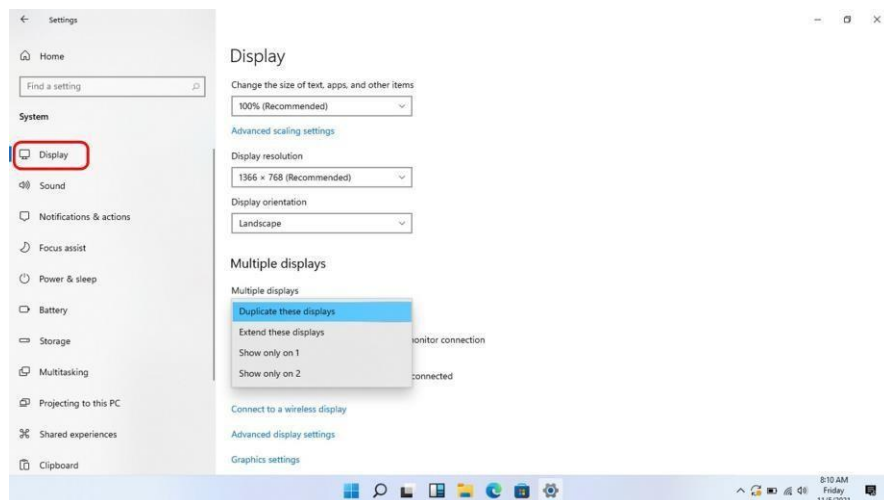 Settings
Home
Find a setting
System
Display
Sound
Notifications & actions
Focus assist
Power & sleep
Battery
Storage
Multitasking
Projecting to this PC
Shared experiences
Clipboard
Display
Change the size of text, apps, and other items
100% (Recommended)
Advanced scaling settings
Display resolution
1366 × 768 (Recommended)
Display orientation
Landscape
Multiple displays
Multiple displays
Duplicate these displays
Extend these displays
onitor connection
Show only on 1
Show only on 2
connected
Connect to a wireless display
Advanced display settings
Graphics settings
8:10 AM
Friday
11/5/2021